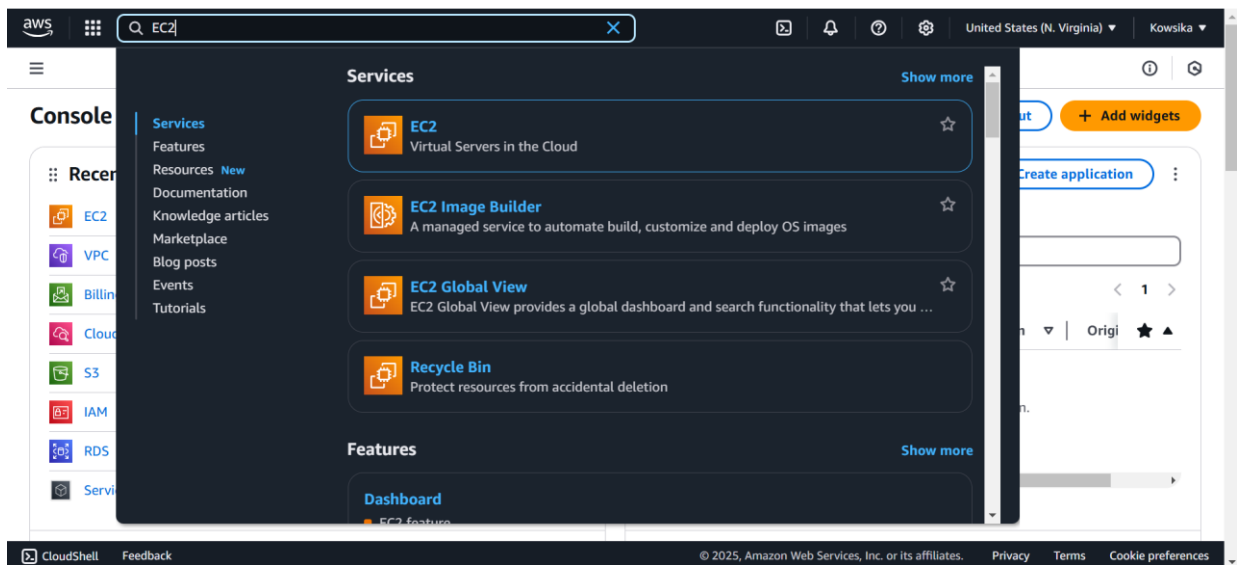 aws
EC2
United States (N. Virginia)
Kowsika
Console
ut
+ Add widgets
Services
Show more
Services
Features
Resources New
Documentation
Knowledge articles
Marketplace
Blog posts
Events
Tutorials
EC2
Virtual Servers in the Cloud
EC2 Image Builder
A managed service to automate build, customize and deploy OS images
EC2 Global View
EC2 Global View provides a global dashboard and search functionality that lets you ...
Recycle Bin
Protect resources from accidental deletion
Features
Show more
Dashboard
EC2 feature
Recer
EC2
VPC
Billin
Cloud
S3
IAM
RDS
Servi
Create application
1
n
Origi
n.
CloudShell
Feedback
© 2025, Amazon Web Services, Inc. or its affiliates.
Privacy
Terms
Cookie preferences